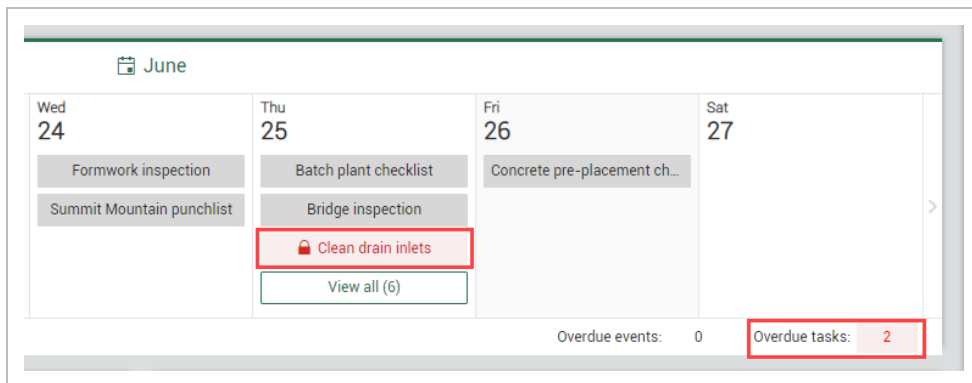 June
Wed
24
Thu
25
Fri
26
Sat
27
Formwork inspection
Batch plant checklist
Concrete pre-placement ch...
Summit Mountain punchlist
Bridge inspection
Clean drain inlets
View all (6)
Overdue events: 0
Overdue tasks: 2